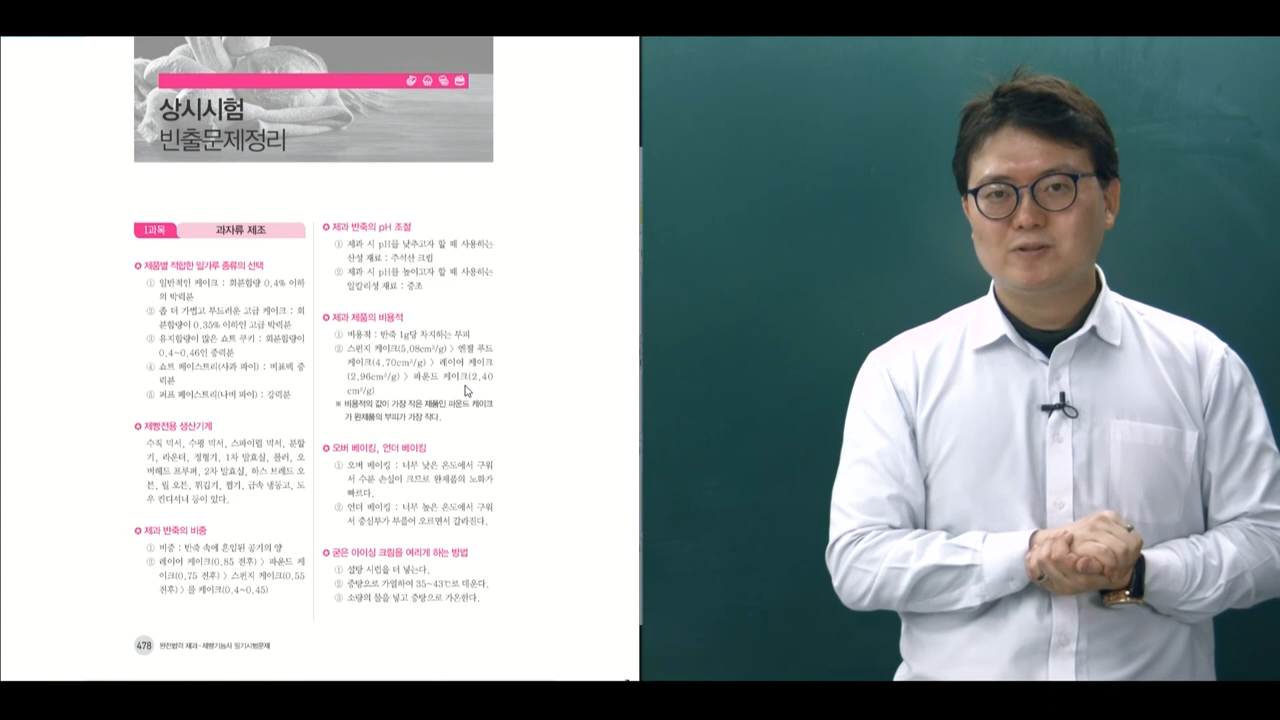 상시시험
빈출문제정리
1과목 과자류 제조
✪ 제품별 적합한 밀가루 종류의 선택
① 일반적인 케이크 : 회분함량 0.4% 이하
의 박력분
② 좀 더 가볍고 부드러운 고급 케이크 : 회
분함량이 0.35% 이하인 고급 박력분
③ 유지함량이 많은 쇼트 쿠키 : 회분함량이
0.4~0.46인 중력분
④ 쇼트 페이스트리(사과 파이) : 비표백 중
력분
⑤ 퍼프 페이스트리(나비 파이) : 강력분
✪ 제빵전용 생산기계
수직 믹서, 수평 믹서, 스파이럴 믹서, 분할
기, 라운더, 정형기, 1차 발효실, 롤러, 오
버헤드 프루퍼, 2차 발효실, 하스 브레드 오
븐, 릴 오븐, 튀김기, 찜기, 급속 냉동고, 도
우 컨디셔너 등이 있다.
✪ 제과 반죽의 비중
① 비중 : 반죽 속에 혼입된 공기의 양
② 레이어 케이크(0.85 전후) > 파운드 케
이크(0.75 전후) > 스펀지 케이크(0.55
전후) > 롤 케이크(0.4~0.45)
✪ 제과 반죽의 pH 조절
① 제과 시 pH를 낮추고자 할 때 사용하는
산성 재료 : 주석산 크림
② 제과 시 pH를 높이고자 할 때 사용하는
알칼리성 재료 : 중조
✪ 제과 제품의 비용적
① 비용적 : 반죽 1g당 차지하는 부피
② 스펀지 케이크(5.08cm³/g) > 엔젤 푸드
케이크(4.70cm³/g) > 레이어 케이크
(2.96cm³/g) > 파운드 케이크(2.40
cm³/g)
※ 비용적의 값이 가장 작은 제품인 파운드 케이크
가 완제품의 부피가 가장 작다.
✪ 오버 베이킹, 언더 베이킹
① 오버 베이킹 : 너무 낮은 온도에서 구워
서 수분 손실이 크므로 완제품의 노화가
빠르다.
② 언더 베이킹 : 너무 높은 온도에서 구워
서 중심부가 부풀어 오르면서 갈라진다.
✪ 굳은 아이싱 크림을 여리게 하는 방법
① 설탕 시럽을 더 넣는다.
② 중탕으로 가열하여 35~43℃로 데운다.
③ 소량의 물을 넣고 중탕으로 가온한다.
478 완전합격 제과·제빵기능사 필기시험문제